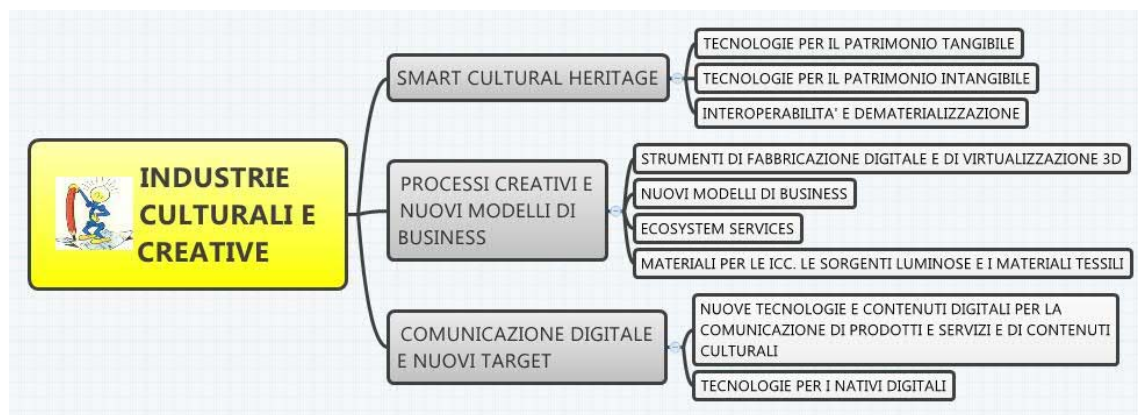 INDUSTRIE
CULTURALI E
CREATIVE
SMART CULTURAL HERITAGE
TECNOLOGIE PER IL PATRIMONIO TANGIBILE
TECNOLOGIE PER IL PATRIMONIO INTANGIBILE
INTEROPERABILITA' E DEMATERIALIZZAZIONE
PROCESSI CREATIVI E
NUOVI MODELLI DI
BUSINESS
STRUMENTI DI FABBRICAZIONE DIGITALE E DI VIRTUALIZZAZIONE 3D
NUOVI MODELLI DI BUSINESS
ECOSYSTEM SERVICES
MATERIALI PER LE ICC. LE SORGENTI LUMINOSE E I MATERIALI TESSILI
COMUNICAZIONE DIGITALE
E NUOVI TARGET
NUOVE TECNOLOGIE E CONTENUTI DIGITALI PER LA
COMUNICAZIONE DI PRODOTTI E SERVIZI E DI CONTENUTI
CULTURALI
TECNOLOGIE PER I NATIVI DIGITALI